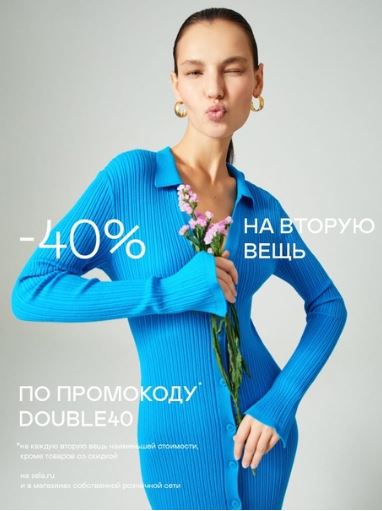 -40%
НА ВТОРУЮ
ВЕЩЬ
ПО ПРОМОКОДУ*
DOUBLE40
*на каждую вторую вещь наименьшей стоимости,
кроме товаров со скидкой
на sela.ru
и в магазинах собственной розничной сети